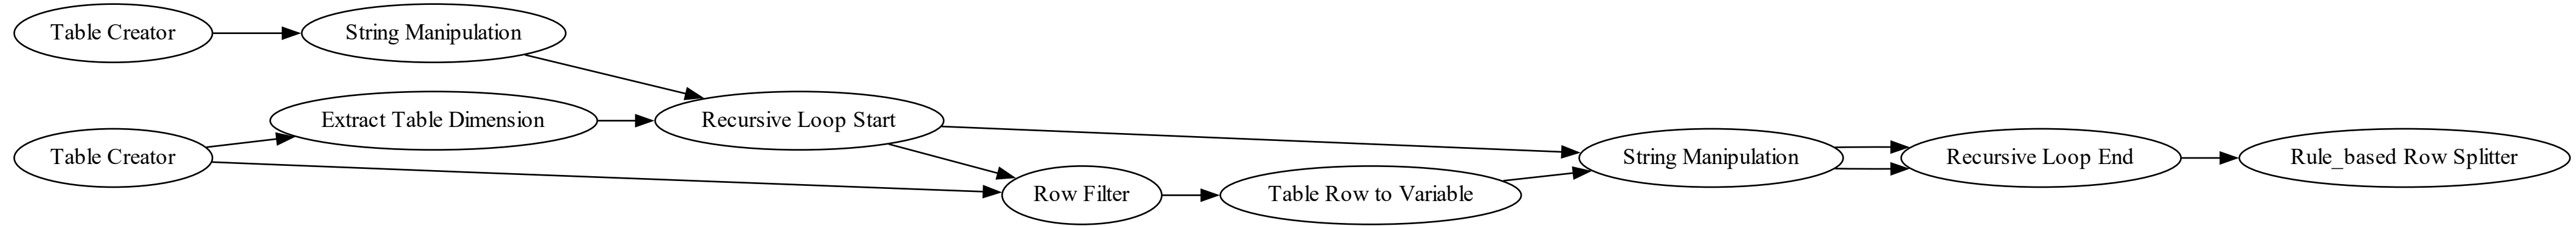 Table Creator
String Manipulation
Extract Table Dimension
Recursive Loop Start
Table Creator
String Manipulation
Recursive Loop End
Rule_based Row Splitter
Row Filter
Table Row to Variable